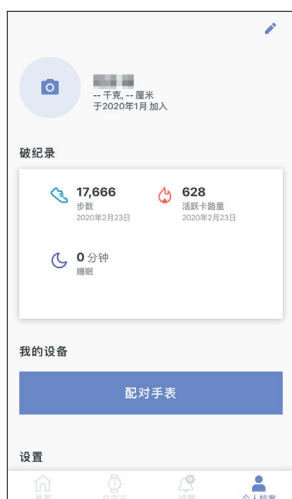 -- 千克, -- 厘米
于2020年1月 加入
破纪录
17,666
步数
2020年2月23日
628
活跃卡路里
2020年2月23日
0 分钟
睡眠
我的设备
配对手表
设置
个人档案